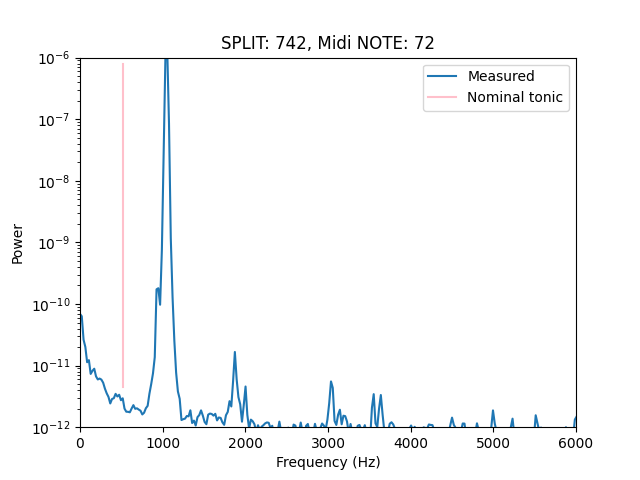 SPLIT: 742, Midi NOTE: 72
Measured
Nominal tonic
Power
10⁻⁶
10⁻⁷
10⁻⁸
10⁻⁹
10⁻¹⁰
10⁻¹¹
10⁻¹²
0 1000 2000 3000 4000 5000 6000
Frequency (Hz)